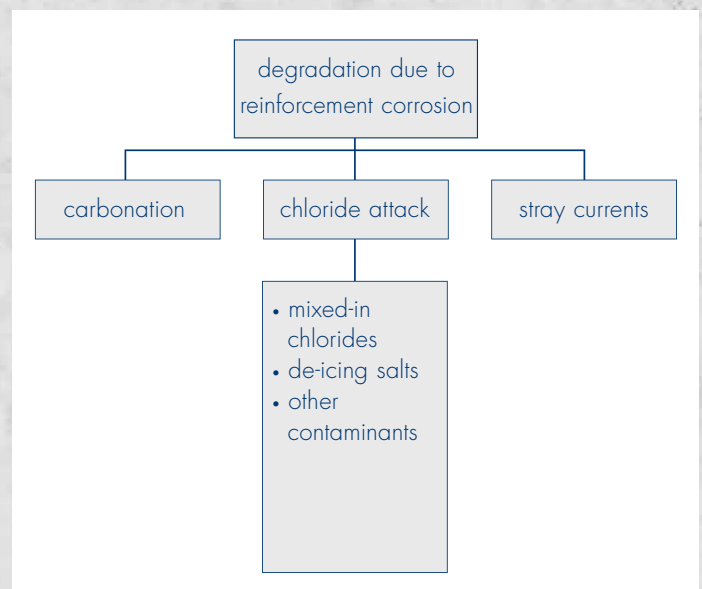 degradation due to
reinforcement corrosion
carbonation
chloride attack
stray currents
• mixed-in
chlorides
• de-icing salts
• other
contaminants